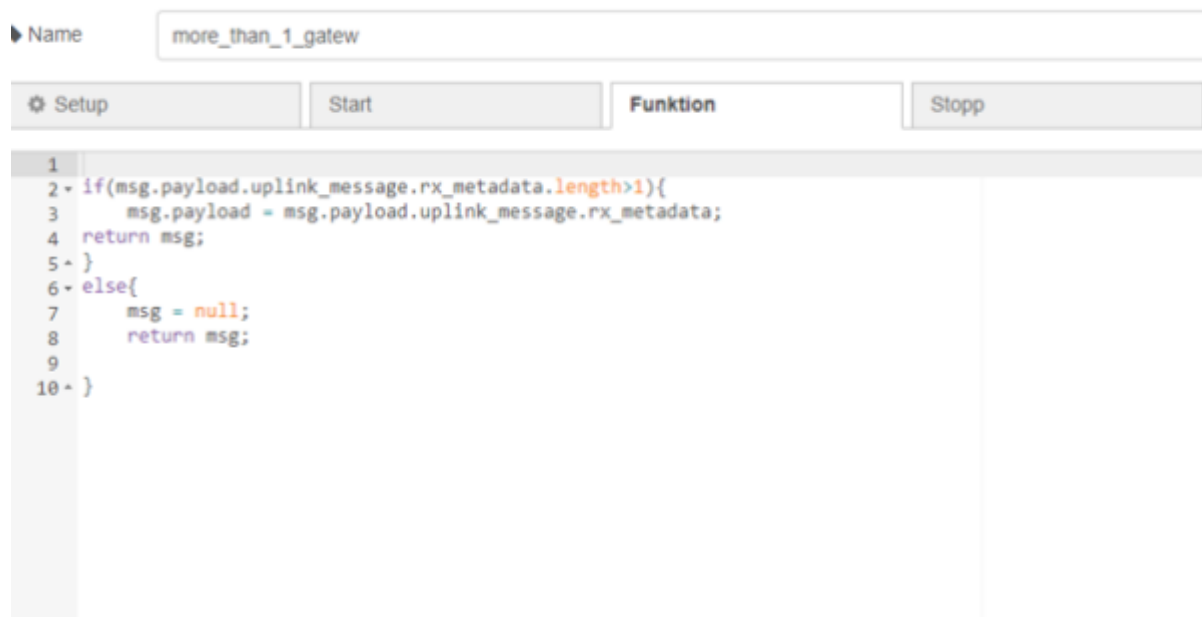 Name more_than_1_gatew
Setup Start Funktion Stopp
1
2 if(msg.payload.uplink_message.rx_metadata.length>1){
3 msg.payload = msg.payload.uplink_message.rx_metadata;
4 return msg;
5 }
6 else{
7 msg = null;
8 return msg;
9
10 }